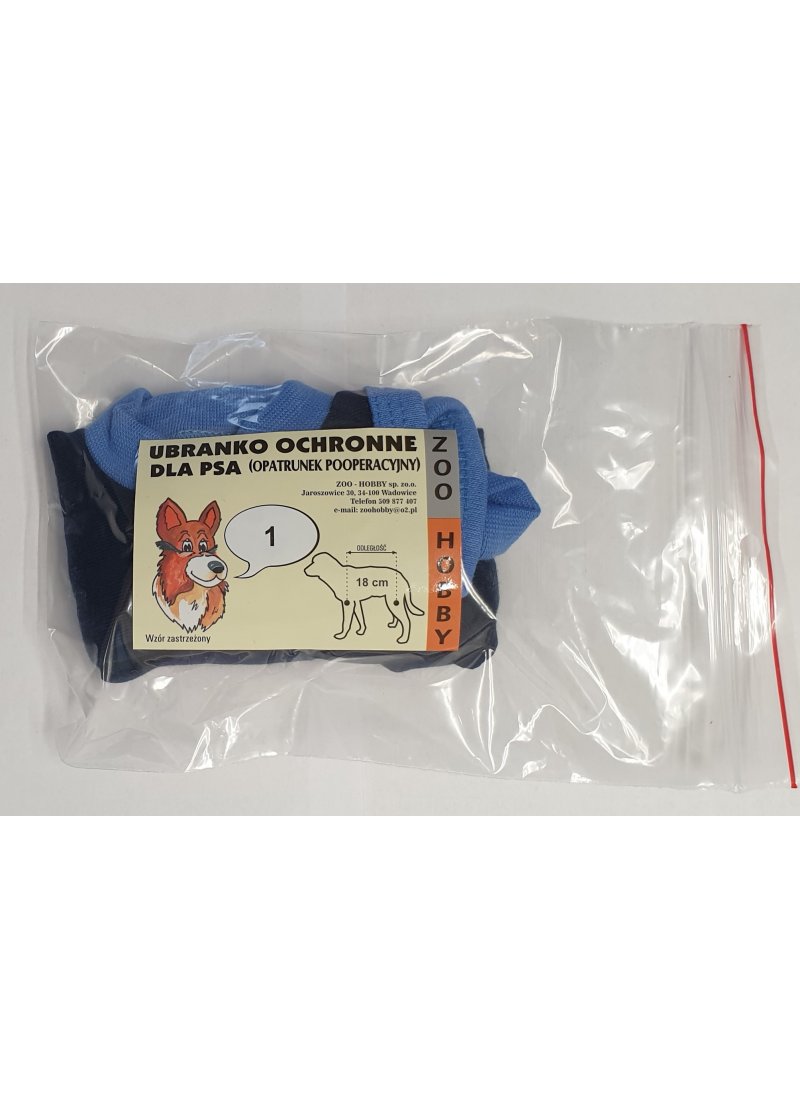 UBRANKO OCHRONNE
DLA PSA (OPATRUNEK POOPERACYJNY)
ZOO - HOBBY sp. zo.o.
Jaroszowice 30, 34-100 Wadowice
Telefon 509 877 407
e-mail: zoohobby@o2.pl
1
ODLEGŁOŚĆ
18 cm
Wzór zastrzeżony
ZOO
HOBBY